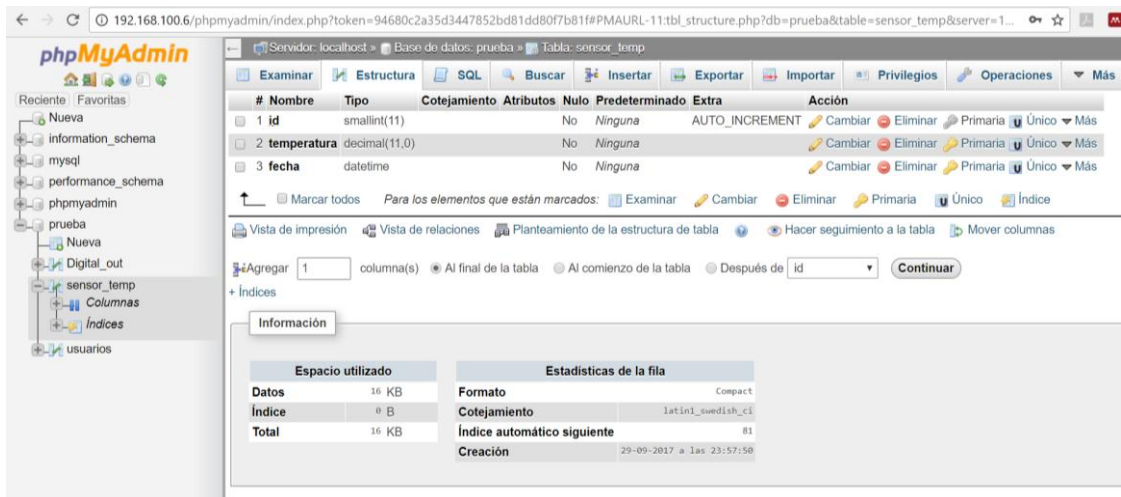 192.168.100.6/phpmyadmin/index.php?token=94680c2a35d3447852bd81dd80f7b81f#PMAURL-11:tbl_structure.php?db=prueba&table=sensor_temp&server=1...
phpMyAdmin
Reciente Favoritas
Nueva
information_schema
mysql
performance_schema
phpmyadmin
prueba
Nueva
Digital_out
sensor_temp
Columnas
Índices
usuarios
Servidor: localhost » Base de datos: prueba » Tabla: sensor_temp
Examinar Estructura SQL Buscar Insertar Exportar Importar Privilegios Operaciones Más
# Nombre Tipo Cotejamiento Atributos Nulo Predeterminado Extra Acción
1 id smallint(11) No Ninguna AUTO_INCREMENT Cambiar Eliminar Primaria Único Más
2 temperatura decimal(11,0) No Ninguna Cambiar Eliminar Primaria Único Más
3 fecha datetime No Ninguna Cambiar Eliminar Primaria Único Más
Marcar todos Para los elementos que están marcados: Examinar Cambiar Eliminar Primaria Único Índice
Vista de impresión Vista de relaciones Planteamiento de la estructura de tabla Hacer seguimiento a la tabla Mover columnas
Agregar 1 columna(s) Al final de la tabla Al comienzo de la tabla Después de id Continuar
+ Índices
Información
Espacio utilizado
Datos 16 KB
Índice 0 B
Total 16 KB
Estadísticas de la fila
Formato Compact
Cotejamiento latin1_swedish_ci
Índice automático siguiente 81
Creación 29-09-2017 a las 23:57:50